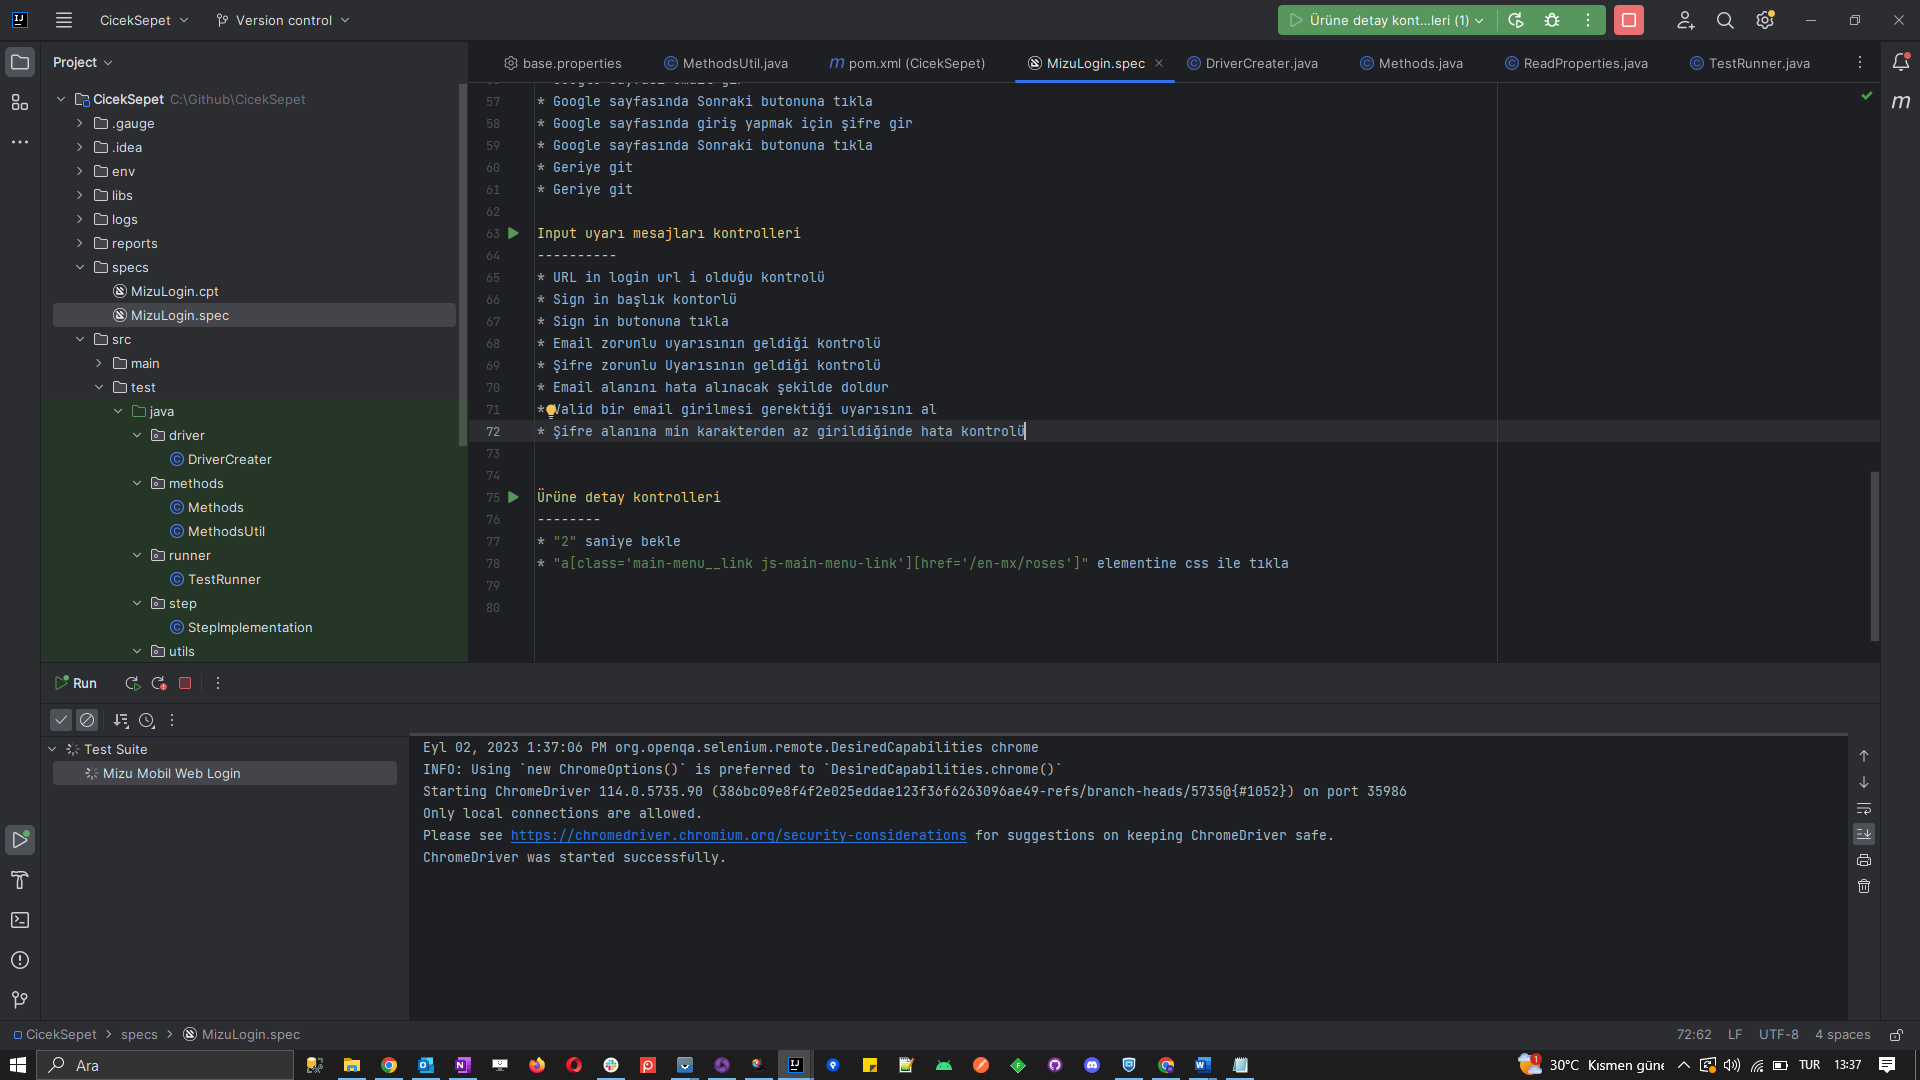 CicekSepet
Version control
Ürüne detay kont...leri (1)
Project
base.properties
MethodsUtil.java
pom.xml (CicekSepet)
MizuLogin.spec
DriverCreater.java
Methods.java
ReadProperties.java
TestRunner.java
CicekSepet C:\Github\CicekSepet
.gauge
.idea
env
libs
logs
reports
specs
MizuLogin.cpt
MizuLogin.spec
src
main
test
java
driver
DriverCreater
methods
Methods
MethodsUtil
runner
TestRunner
step
StepImplementation
utils
57 * Google sayfasında Sonraki butonuna tıkla
58 * Google sayfasında giriş yapmak için şifre gir
59 * Google sayfasında Sonraki butonuna tıkla
60 * Geriye git
61 * Geriye git
62
63 Input uyarı mesajları kontrolleri
64 ----------
65 * URL in login url i olduğu kontrolü
66 * Sign in başlık kontorlü
67 * Sign in butonuna tıkla
68 * Email zorunlu uyarısının geldiği kontrolü
69 * Şifre zorunlu Uyarısının geldiği kontrolü
70 * Email alanını hata alınacak şekilde doldur
71 * Valid bir email girilmesi gerektiği uyarısını al
72 * Şifre alanına min karakterden az girildiğinde hata kontrolü
73
74
75 Ürüne detay kontrolleri
76 --------
77 * "2" saniye bekle
78 * "a[class='main-menu__link js-main-menu-link'][href='/en-mx/roses']" elementine css ile tıkla
79
80
Run
Test Suite
Mizu Mobil Web Login
Eyl 02, 2023 1:37:06 PM org.openqa.selenium.remote.DesiredCapabilities chrome
INFO: Using `new ChromeOptions()` is preferred to `DesiredCapabilities.chrome()`
Starting ChromeDriver 114.0.5735.90 (386bc09e8f4f2e025eddae123f36f6263096ae49-refs/branch-heads/5735@{#1052}) on port 35986
Only local connections are allowed.
Please see https://chromedriver.chromium.org/security-considerations for suggestions on keeping ChromeDriver safe.
ChromeDriver was started successfully.
CicekSepet > specs > MizuLogin.spec
72:62
LF
UTF-8
4 spaces
Ara
30°C Kısmen güne
TUR
13:37